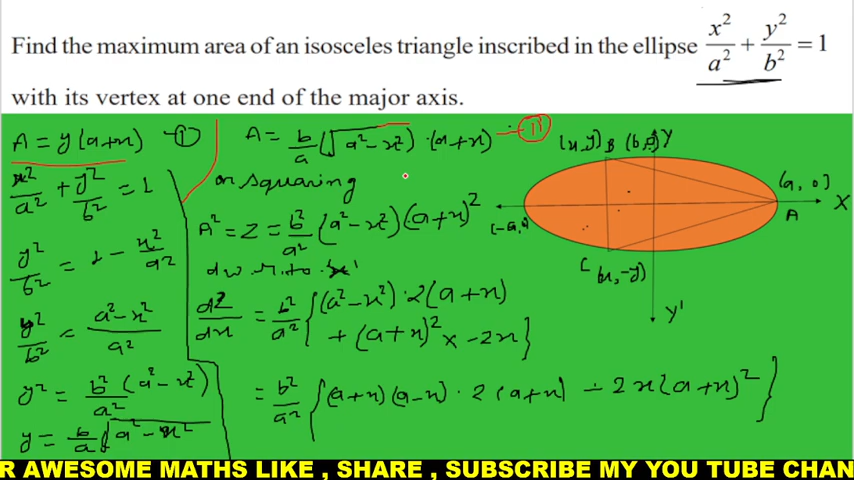 Find the maximum area of an isosceles triangle inscribed in the ellipse x²/a² + y²/b² = 1
with its vertex at one end of the major axis.
A = y(a+x) —①
x²/a² + y²/b² = 1
y²/b² = 1 - x²/a²
y²/b² = a²-x²/a²
y² = b²/a² (a²-x²)
y = b/a √a²-x²
A = b/a (√a²-x²) · (a+x) —⑪
on squaring
A² = Z = b²/a² (a²-x²)(a+x)²
d w.r.to 'x'
dZ/dx = b²/a² { (a²-x²) · 2(a+x)
+ (a+x)² x -2x }
= b²/a² { (a+x)(a-x) · 2(a+x) - 2x(a+x)² }
(x,y) B (b,0) Y
(a, 0)
X
A
(-a,
C
(x,-y)
Y'
R AWESOME MATHS LIKE , SHARE , SUBSCRIBE MY YOU TUBE CHAN